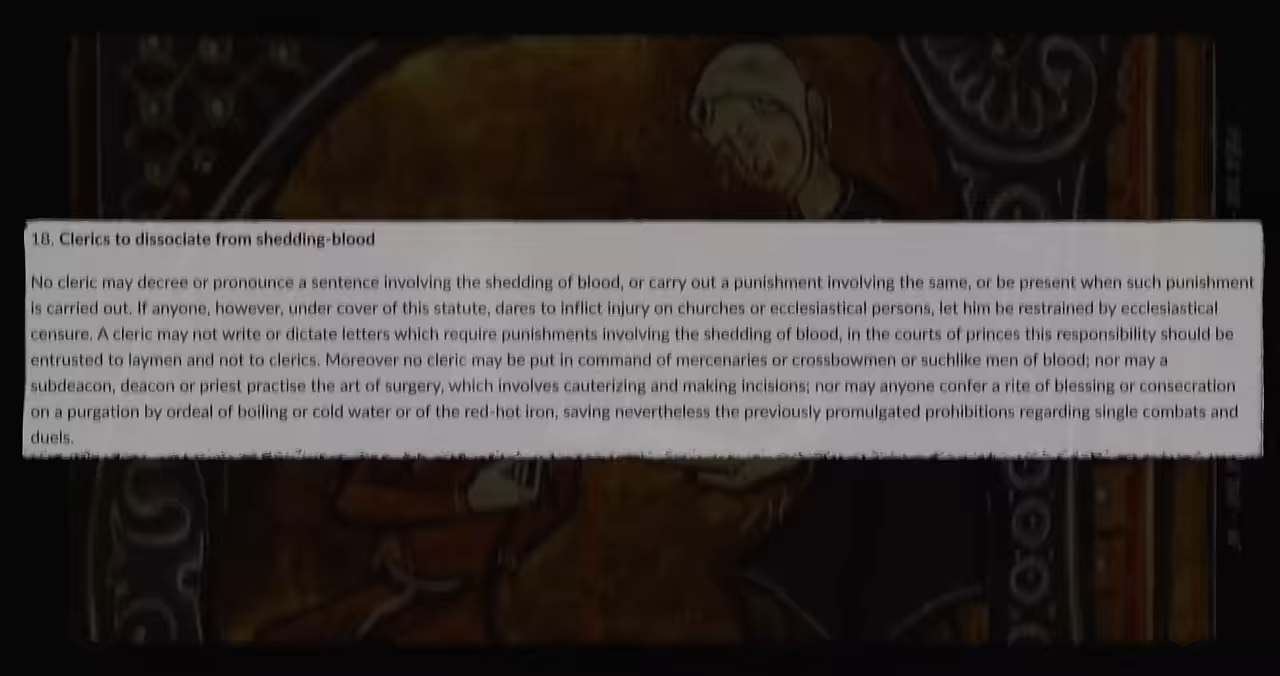 18. Clerics to dissociate from shedding-blood
No cleric may decree or pronounce a sentence involving the shedding of blood, or carry out a punishment involving the same, or be present when such punishment
is carried out. If anyone, however, under cover of this statute, dares to inflict injury on churches or ecclesiastical persons, let him be restrained by ecclesiastical
censure. A cleric may not write or dictate letters which require punishments involving the shedding of blood, in the courts of princes this responsibility should be
entrusted to laymen and not to clerics. Moreover no cleric may be put in command of mercenaries or crossbowmen or suchlike men of blood; nor may a
subdeacon, deacon or priest practise the art of surgery, which involves cauterizing and making incisions; nor may anyone confer a rite of blessing or consecration
on a purgation by ordeal of boiling or cold water or of the red-hot iron, saving nevertheless the previously promulgated prohibitions regarding single combats and
duels.